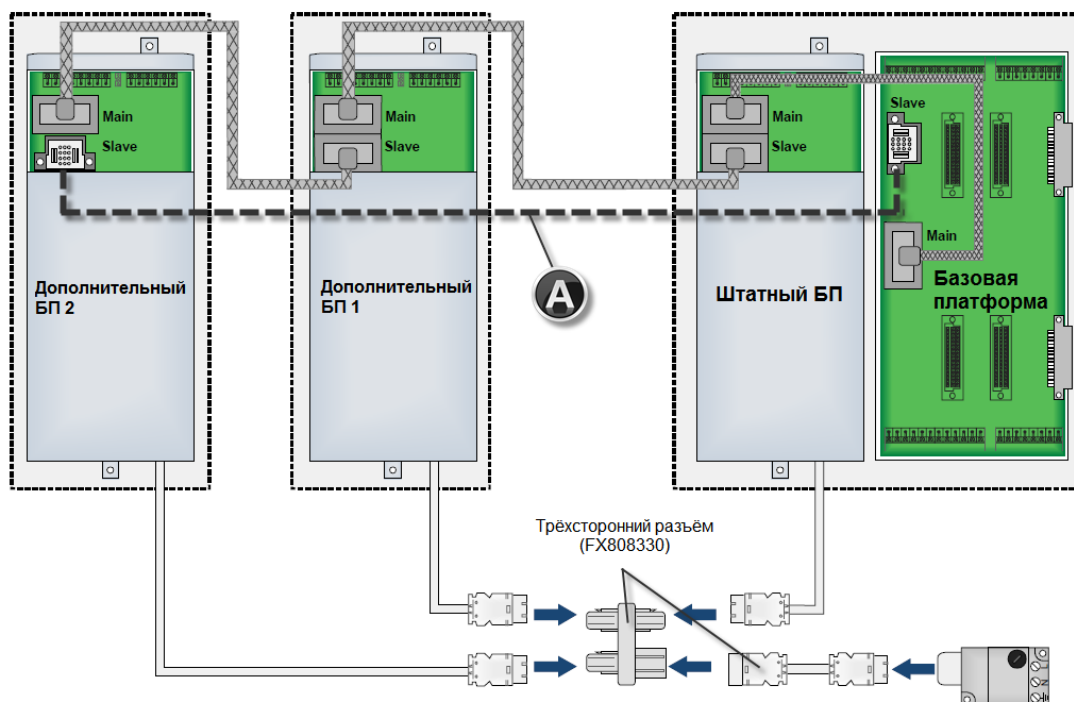 Main
Slave
Дополнительный
БП 2
Main
Slave
Дополнительный
БП 1
Main
Slave
Штатный БП
Slave
Main
Базовая
платформа
A
Трёхсторонний разъём
(FX808330)
L
N